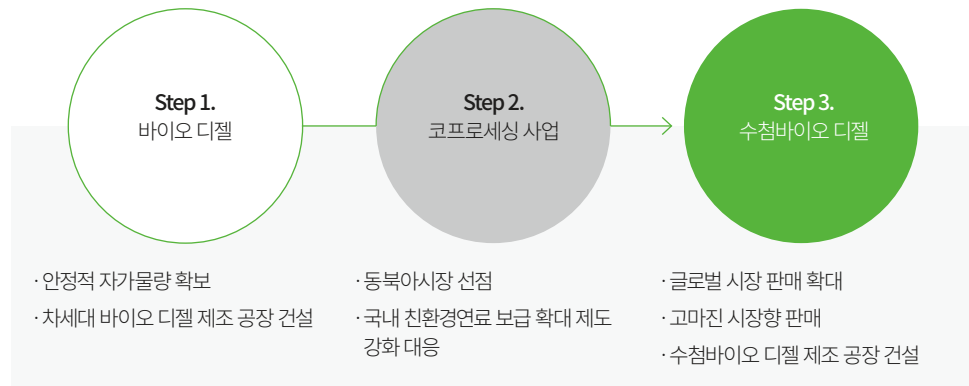 Step 1.
바이오 디젤
Step 2.
코프로세싱 사업
Step 3.
수첨바이오 디젤
· 안정적 자가물량 확보
· 차세대 바이오 디젤 제조 공장 건설
· 동북아시장 선점
· 국내 친환경연료 보급 확대 제도
강화 대응
· 글로벌 시장 판매 확대
· 고마진 시장향 판매
· 수첨바이오 디젤 제조 공장 건설